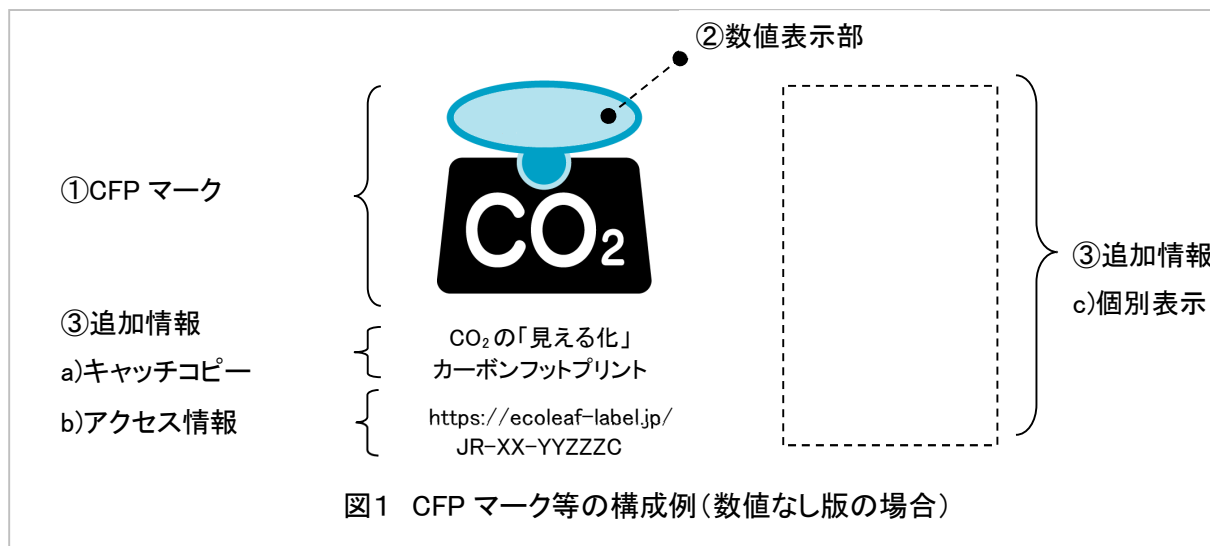 ②数値表示部
①CFP マーク
CO2
③追加情報
a)キャッチコピー
b)アクセス情報
CO2の「見える化」
カーボンフットプリント
https://ecoleaf-label.jp/
JR-XX-YYZZZC
③追加情報
c)個別表示
図1 CFP マーク等の構成例(数値なし版の場合)